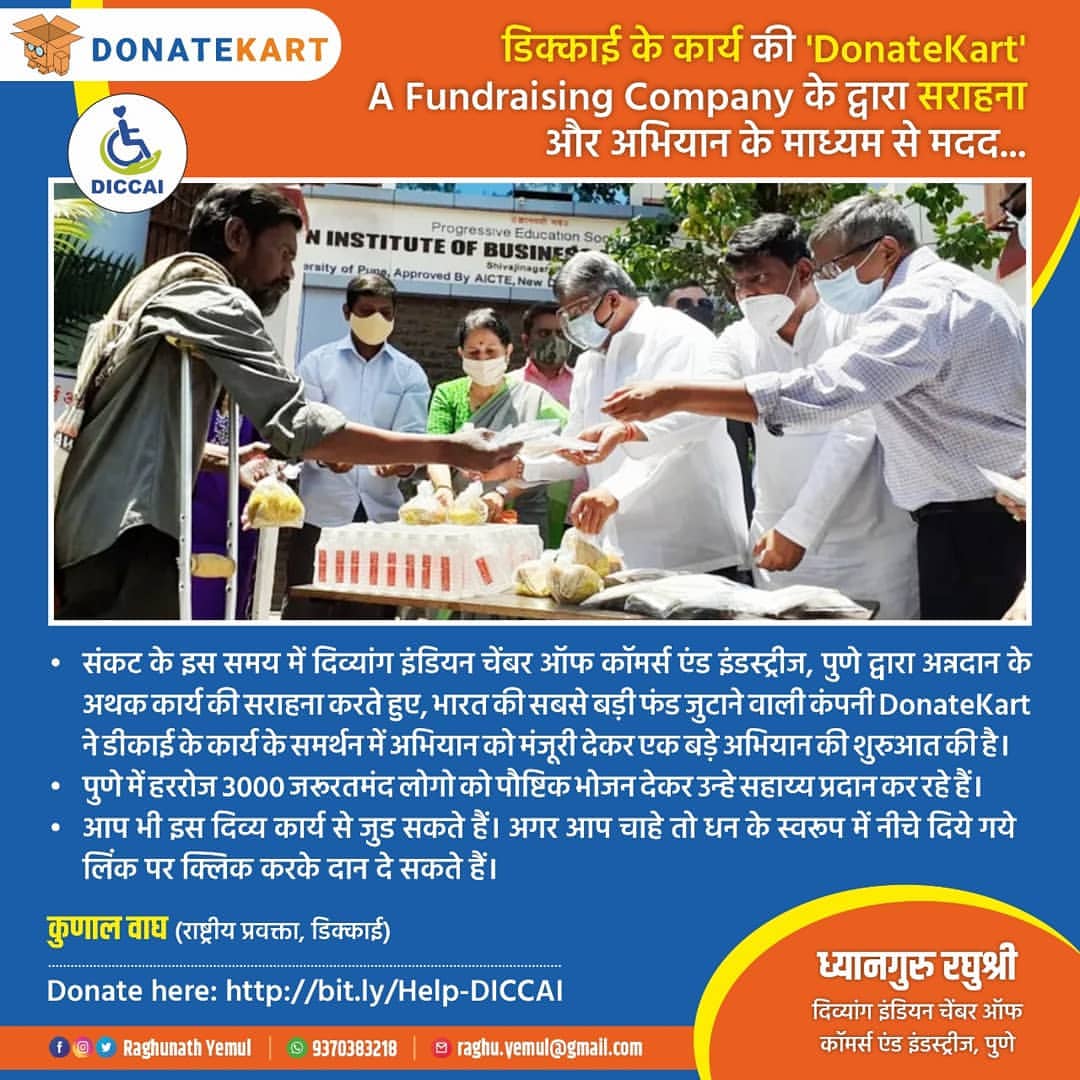 DONATEKART
DICCAI
डिक्काई के कार्य की 'DonateKart'
A Fundraising Company के द्वारा सराहना
और अभियान के माध्यम से मदद...
Progressive Education Soc
N INSTITUTE OF BUSINESS
Shivajinagar
ersity of Pune, Approved By AICTE, New D
• संकट के इस समय में दिव्यांग इंडियन चेंबर ऑफ कॉमर्स एंड इंडस्ट्रीज, पुणे द्वारा अन्नदान के
अथक कार्य की सराहना करते हुए, भारत की सबसे बड़ी फंड जुटाने वाली कंपनी DonateKart
ने डीकाई के कार्य के समर्थन में अभियान को मंजूरी देकर एक बड़े अभियान की शुरुआत की है।
• पुणे में हररोज 3000 जरूरतमंद लोगो को पौष्टिक भोजन देकर उन्हे सहाय्य प्रदान कर रहे हैं।
• आप भी इस दिव्य कार्य से जुड सकते हैं। अगर आप चाहे तो धन के स्वरूप में नीचे दिये गये
लिंक पर क्लिक करके दान दे सकते हैं।
कुणाल वाघ (राष्ट्रीय प्रवक्ता, डिक्काई)
Donate here: http://bit.ly/Help-DICCAI
ध्यानगुरु रघुश्री
दिव्यांग इंडियन चेंबर ऑफ
कॉमर्स एंड इंडस्ट्रीज, पुणे
Raghunath Yemul | 9370383218 | raghu.yemul@gmail.com